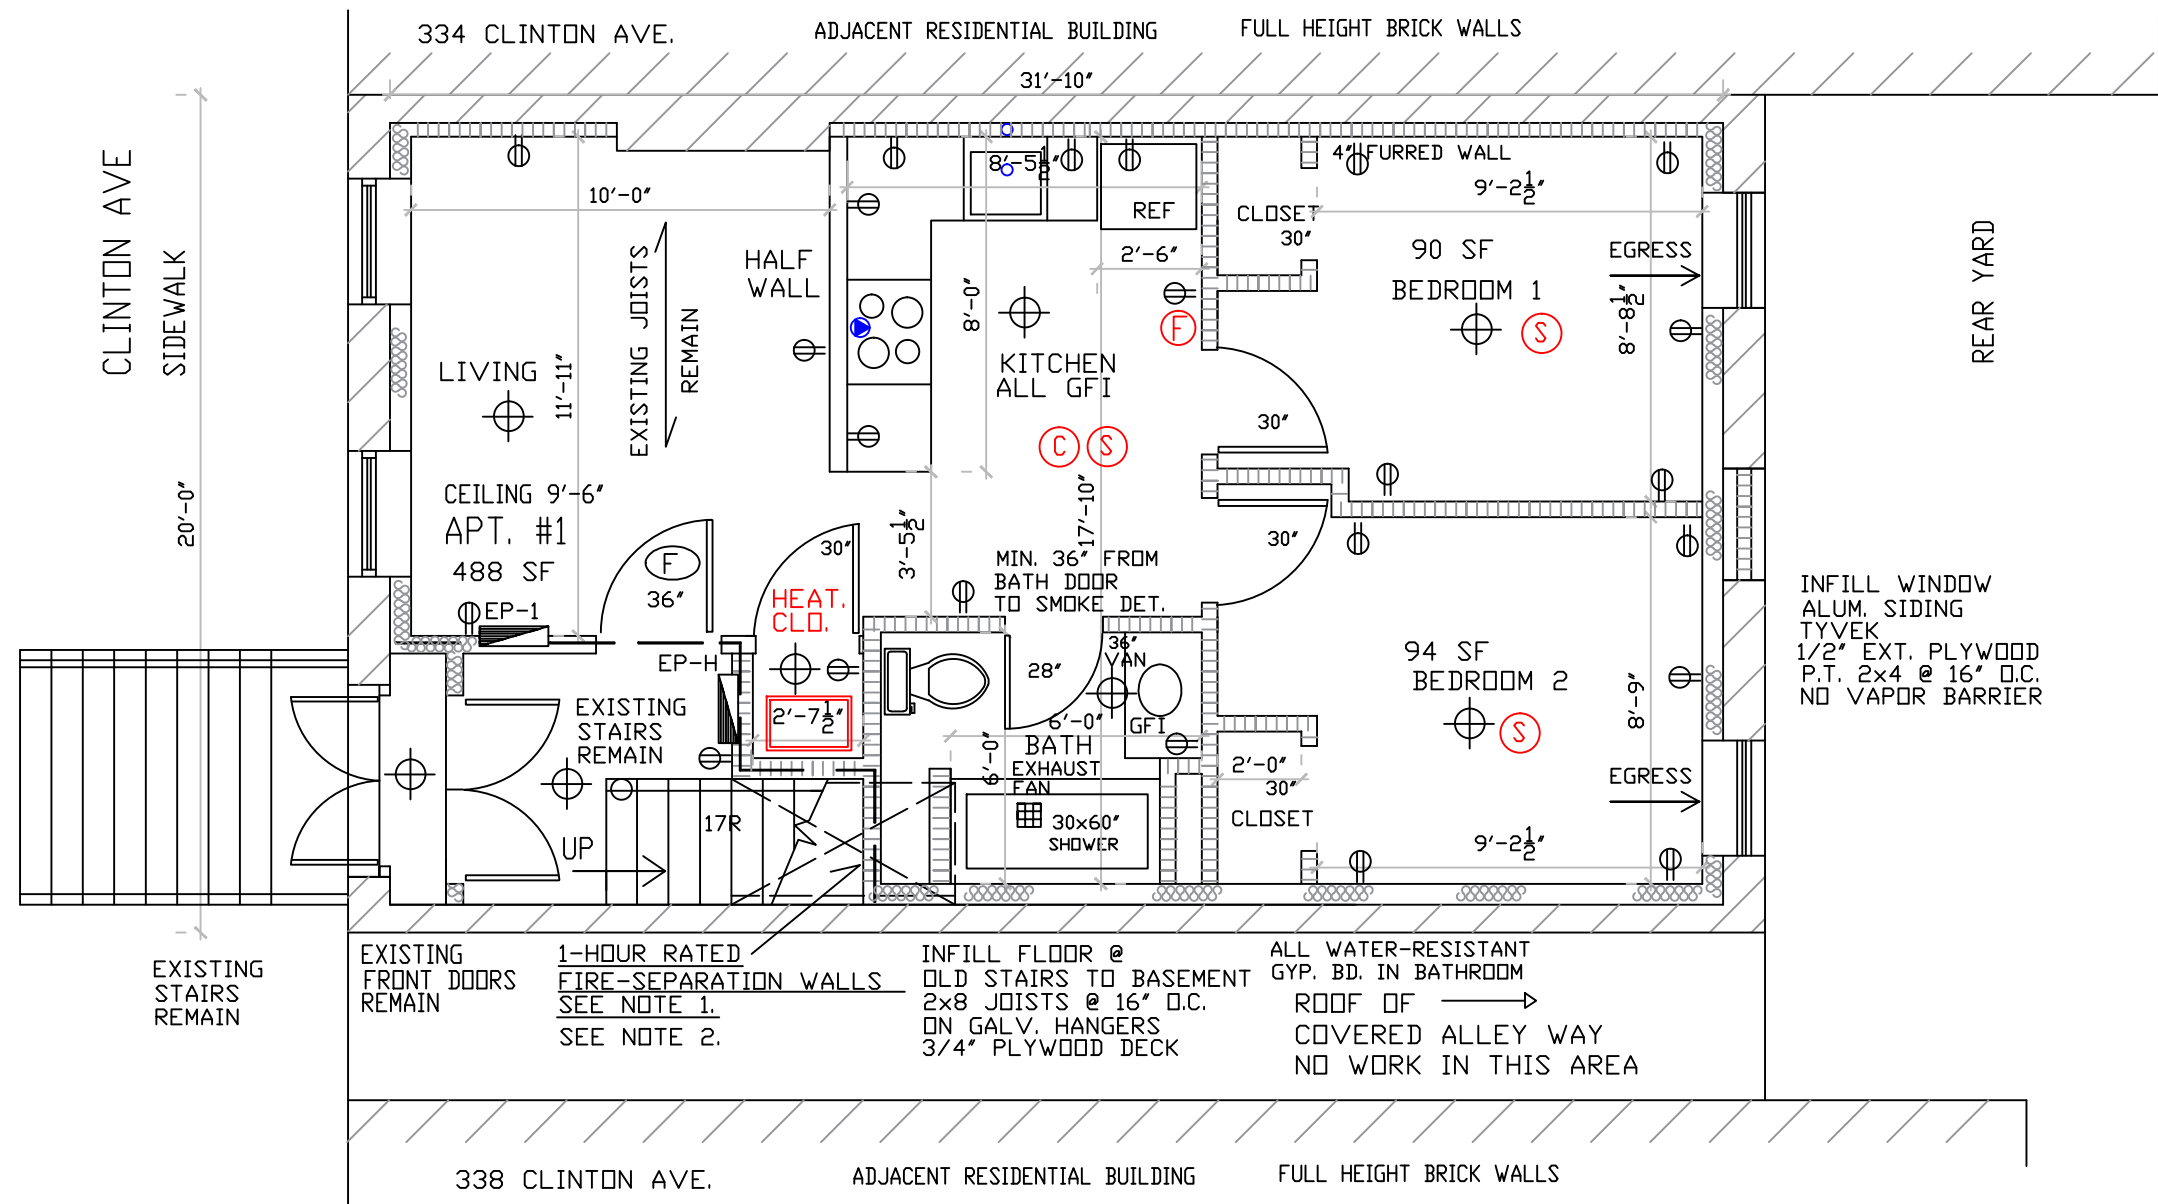 334 CLINTON AVE.
ADJACENT RESIDENTIAL BUILDING
FULL HEIGHT BRICK WALLS
31'-10"
CLINTON AVE
SIDEWALK
20'-0"
10'-0"
EXISTING JOISTS
REMAIN
HALF
WALL
LIVING
11'-11"
CEILING 9'-6"
APT. #1
488 SF
EP-1
F
36"
30"
HEAT.
CLO.
EP-H
2'-7 1/2"
8'-5 1/2"
REF
2'-6"
8'-0"
F
KITCHEN
ALL GFI
C
S
3'-5 1/2"
17'-10"
MIN. 36" FROM
BATH DOOR
TO SMOKE DET.
4" FURRED WALL
CLOSET
30"
9'-2 1/2"
90 SF
BEDROOM 1
S
EGRESS
8'-8 1/2"
30"
30"
94 SF
BEDROOM 2
S
8'-9"
EGRESS
2'-0"
30"
CLOSET
9'-2 1/2"
36"
VAN
28"
6'-0"
GFI
6'-0"
BATH
EXHAUST
FAN
30x60"
SHOWER
EXISTING
STAIRS
REMAIN
17R
UP
REAR YARD
INFILL WINDOW
ALUM. SIDING
TYVEK
1/2" EXT. PLYWOOD
P.T. 2x4 @ 16" O.C.
NO VAPOR BARRIER
EXISTING
STAIRS
REMAIN
EXISTING
FRONT DOORS
REMAIN
1-HOUR RATED
FIRE-SEPARATION WALLS
SEE NOTE 1.
SEE NOTE 2.
INFILL FLOOR @
OLD STAIRS TO BASEMENT
2x8 JOISTS @ 16" O.C.
ON GALV. HANGERS
3/4" PLYWOOD DECK
ALL WATER-RESISTANT
GYP. BD. IN BATHROOM
ROOF OF
COVERED ALLEY WAY
NO WORK IN THIS AREA
338 CLINTON AVE.
ADJACENT RESIDENTIAL BUILDING
FULL HEIGHT BRICK WALLS